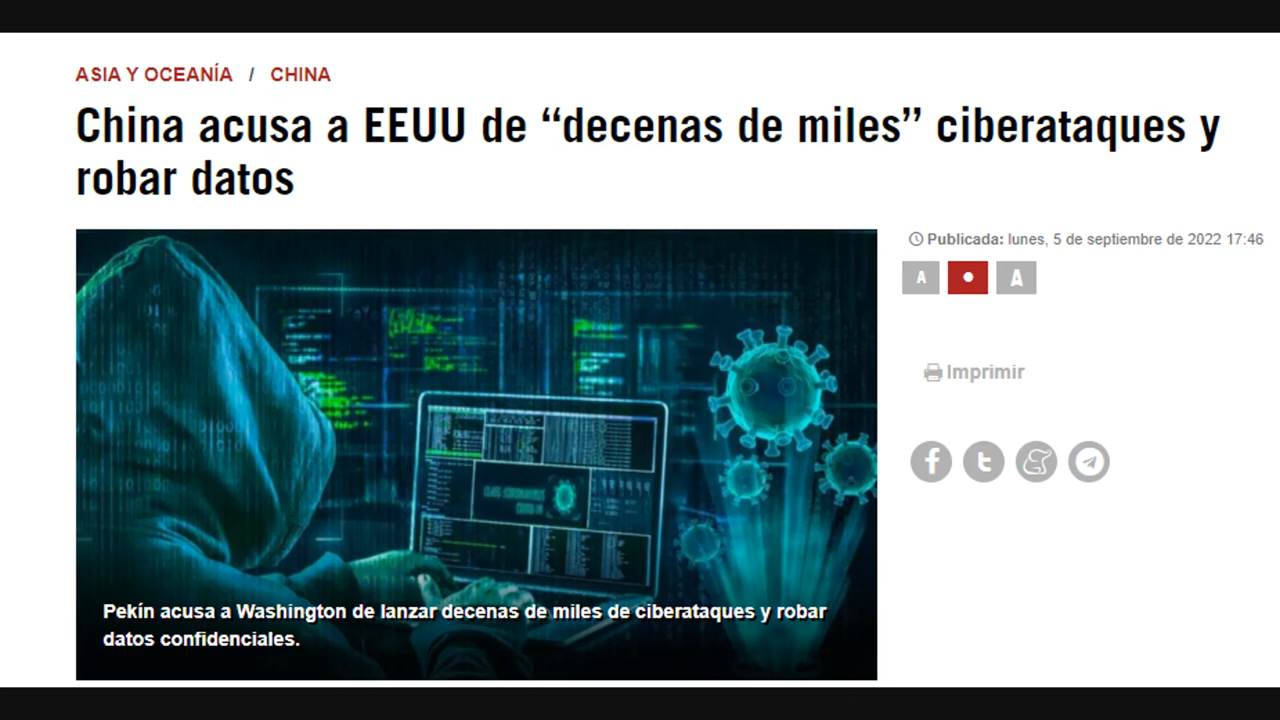 ASIA Y OCEANÍA / CHINA
China acusa a EEUU de “decenas de miles” ciberataques y
robar datos
Publicada: lunes, 5 de septiembre de 2022 17:46
A A
Imprimir
Pekín acusa a Washington de lanzar decenas de miles de ciberataques y robar
datos confidenciales.